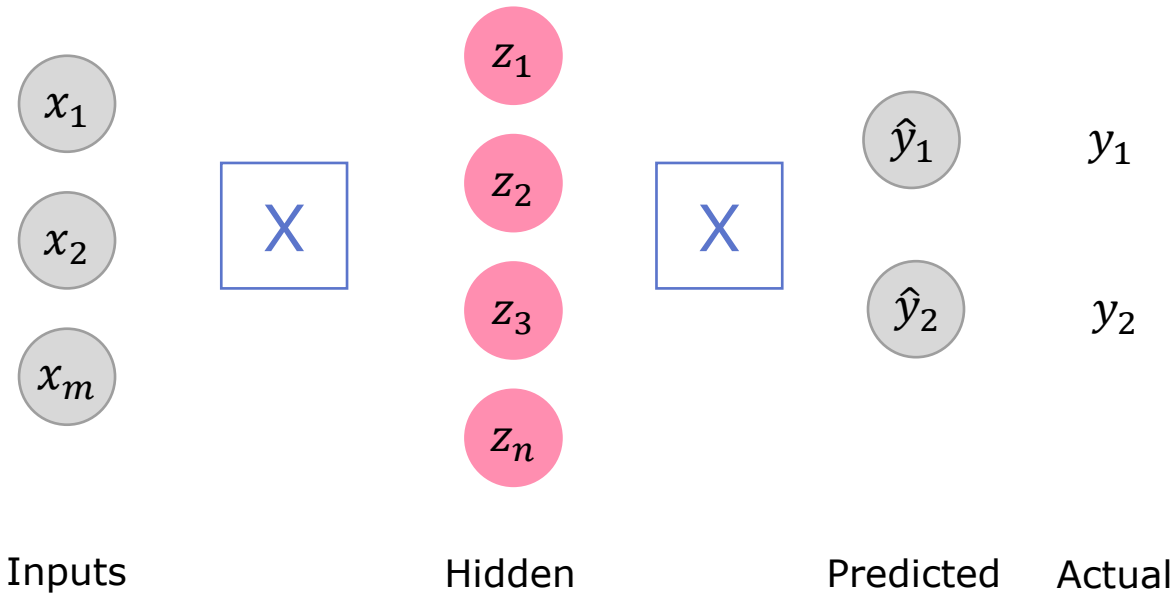 x₁
x₂
xₘ
X
z₁
z₂
z₃
zₙ
X
ŷ₁
ŷ₂
y₁
y₂
Inputs
Hidden
Predicted
Actual